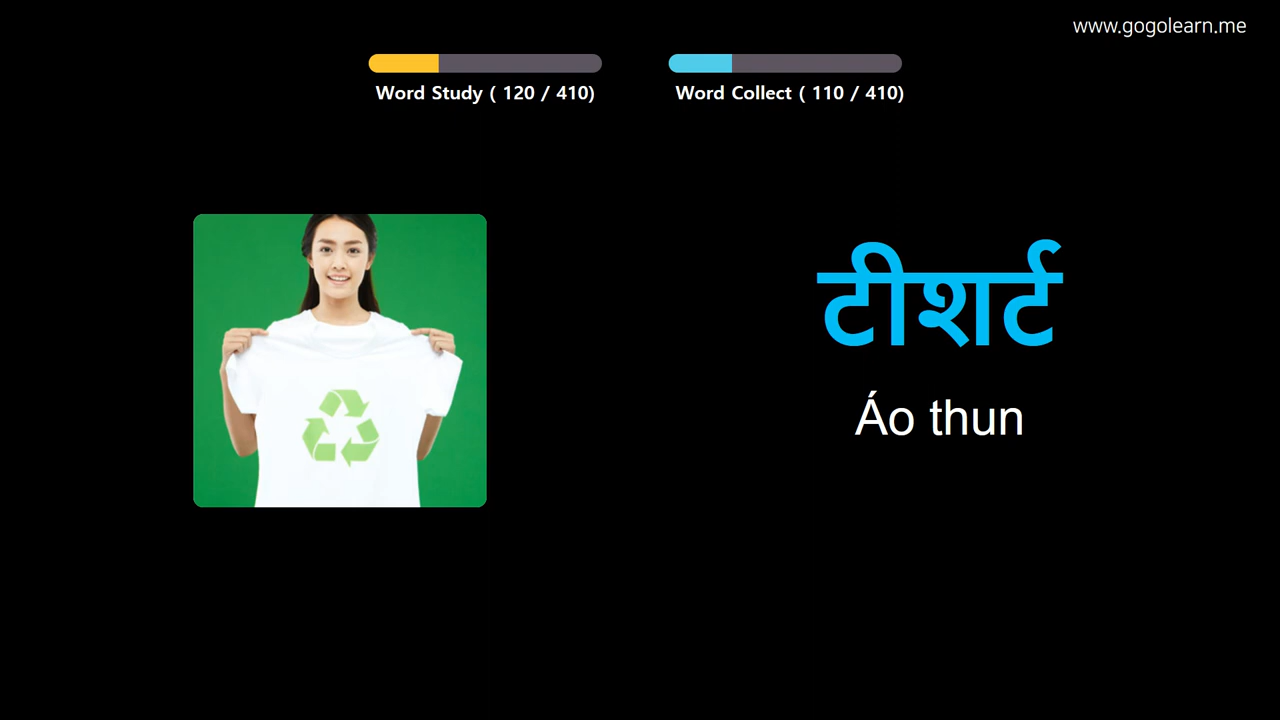 www.gogolearn.me
Word Study ( 120 / 410)
Word Collect ( 110 / 410)
टीशर्ट
Áo thun